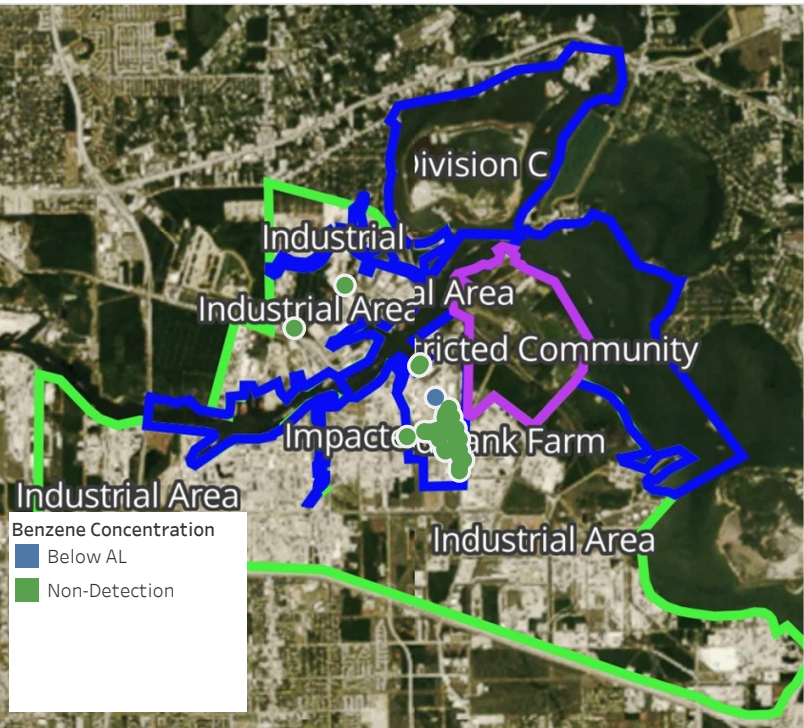 Division C
Industrial
al Area
Industrial Area
tricted Community
Impacte
ank Farm
Industrial Area
Industrial Area
Benzene Concentration
Below AL
Non-Detection